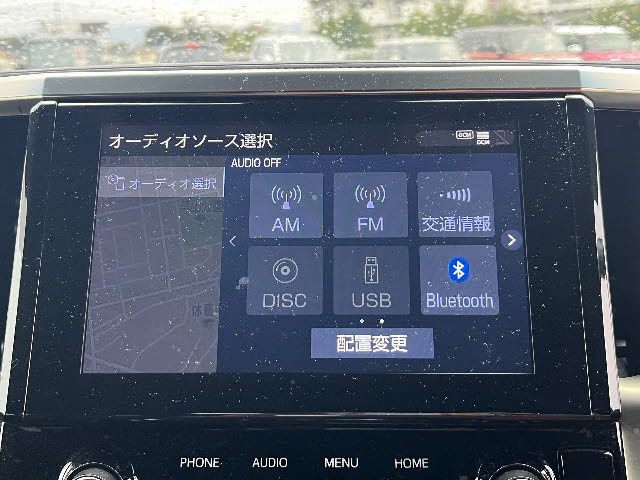 オーディオソース選択
DCM
DCM
AUDIO OFF
オーディオ選択
AM
FM
交通情報
DISC
USB
Bluetooth
配置変更
PHONE
AUDIO
MENU
HOME